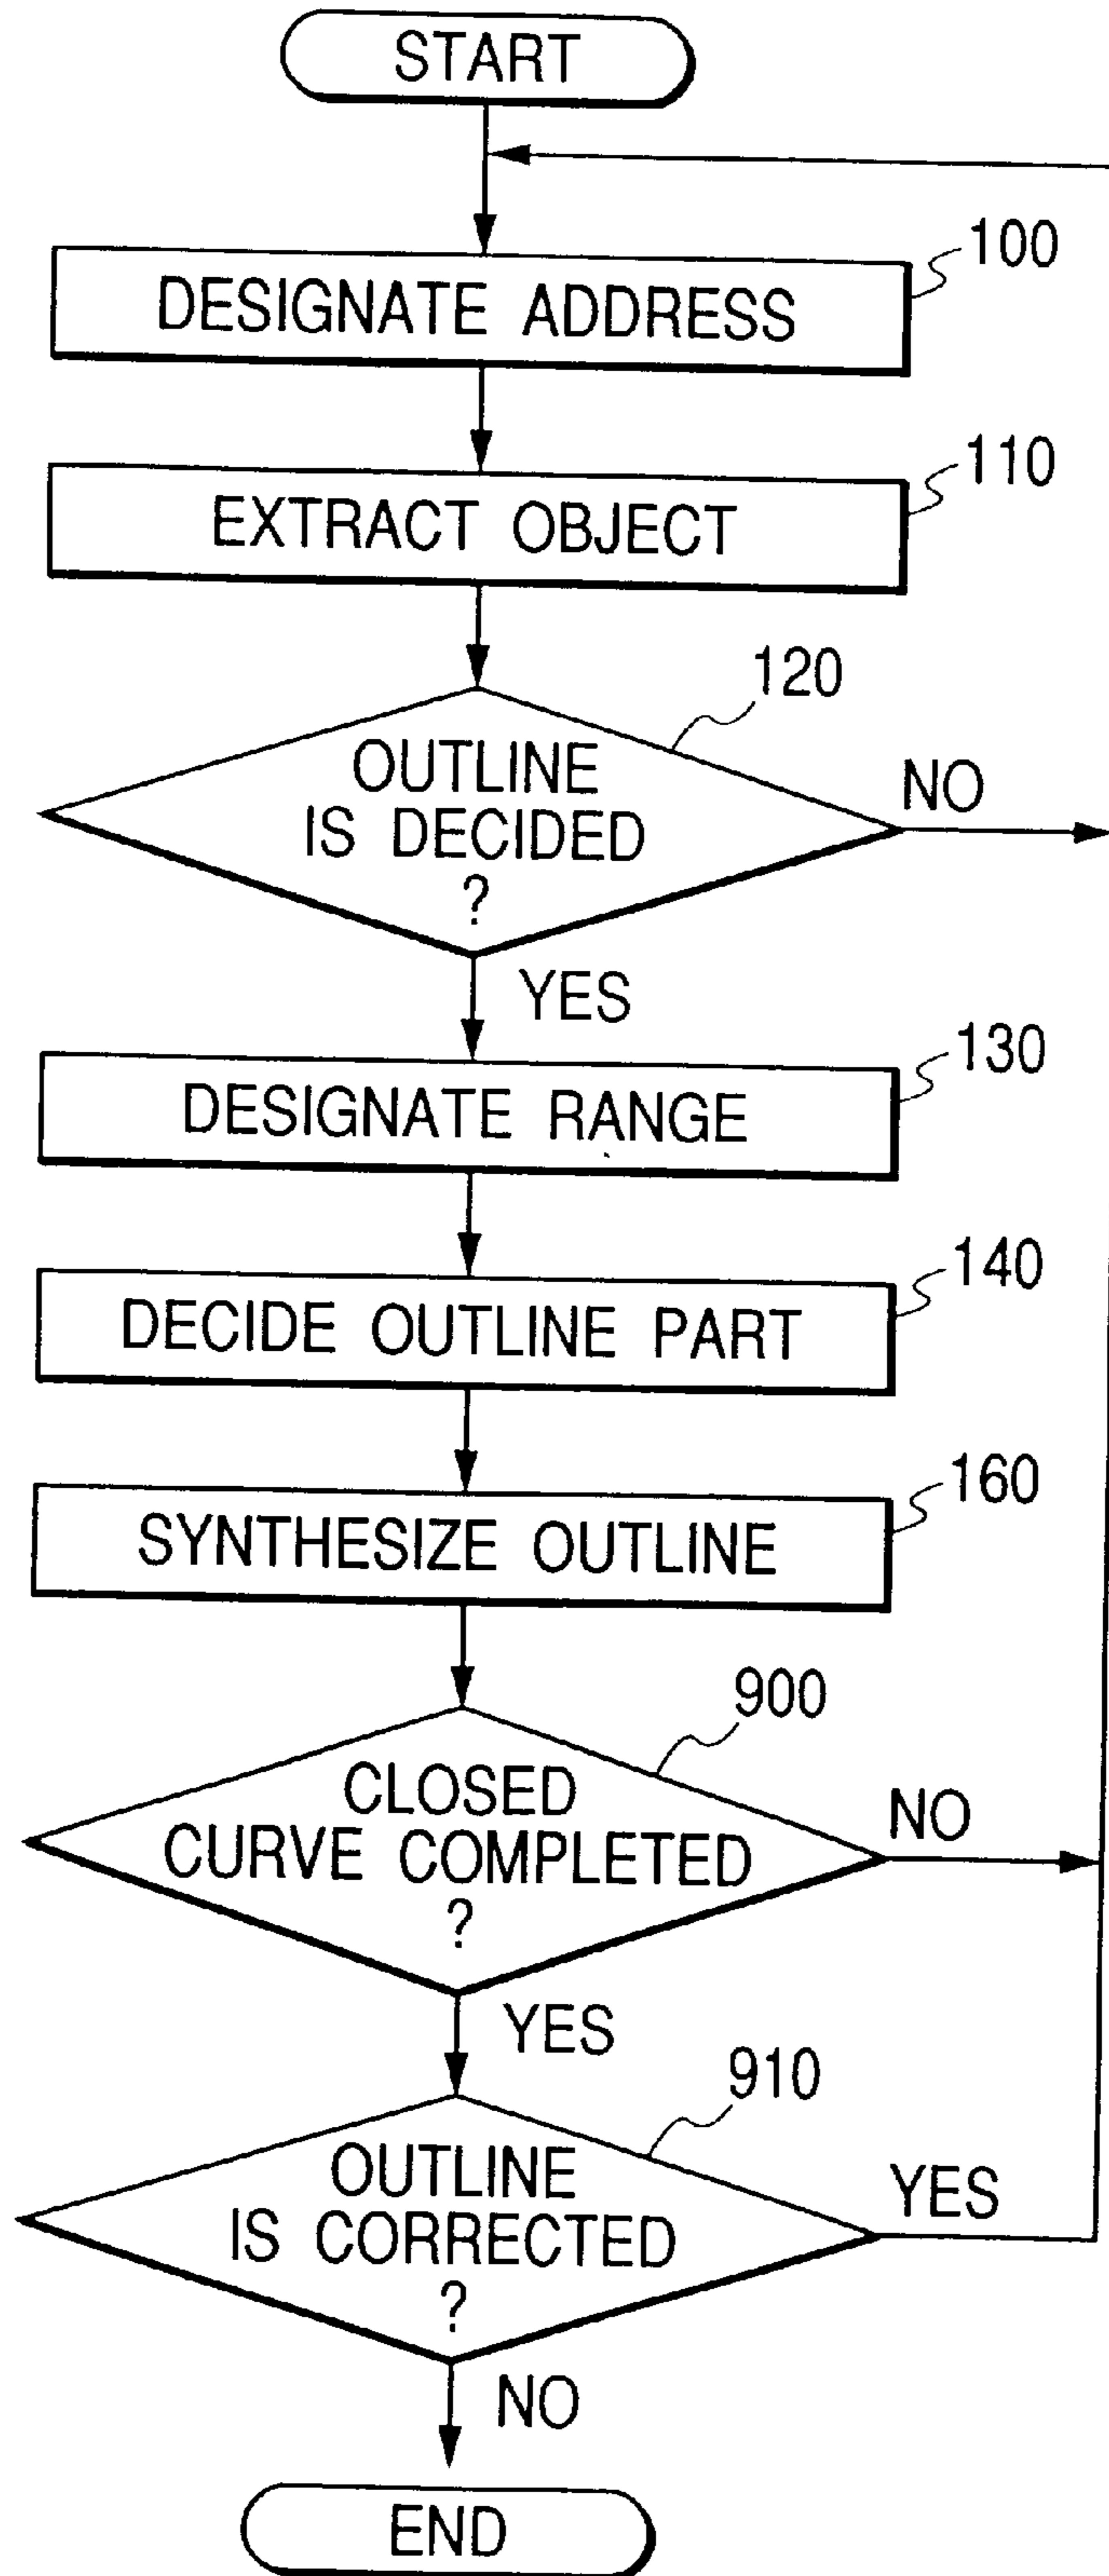 START
100
DESIGNATE ADDRESS
110
EXTRACT OBJECT
120
OUTLINE
IS DECIDED
?
NO
YES
130
DESIGNATE RANGE
140
DECIDE OUTLINE PART
160
SYNTHESIZE OUTLINE
900
CLOSED
CURVE COMPLETED
?
NO
YES
910
OUTLINE
IS CORRECTED
?
YES
NO
END